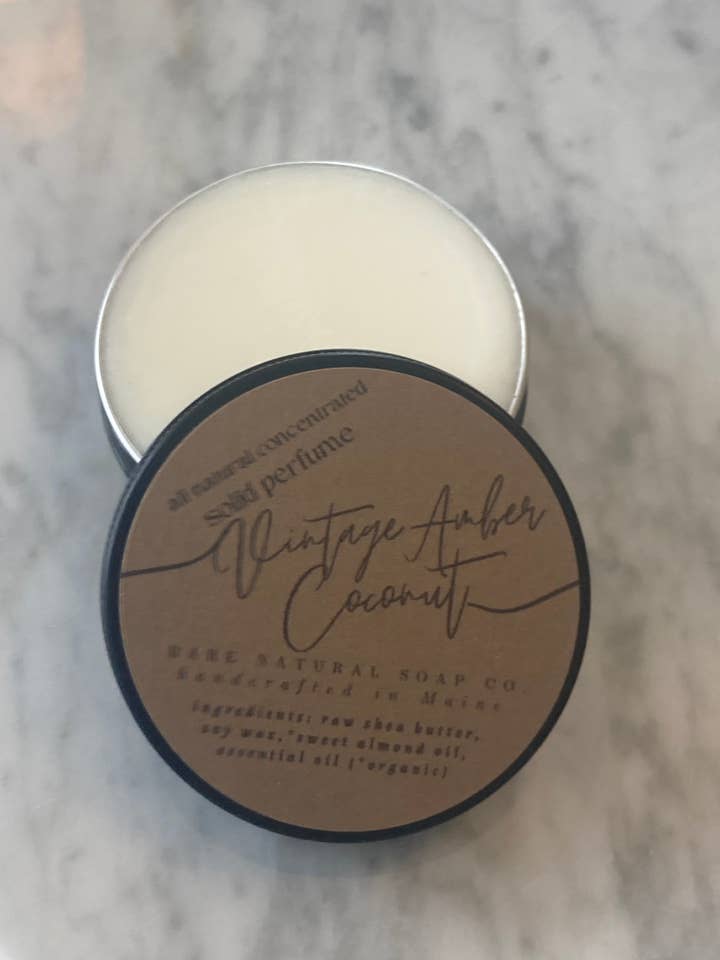 all natural concentrated
solid perfume
Vintage Amber
Coconut
BARE NATURAL SOAP CO.
Handcrafted in Maine
ingredients: raw shea butter,
soy wax, *sweet almond oil,
essential oil (*organic)